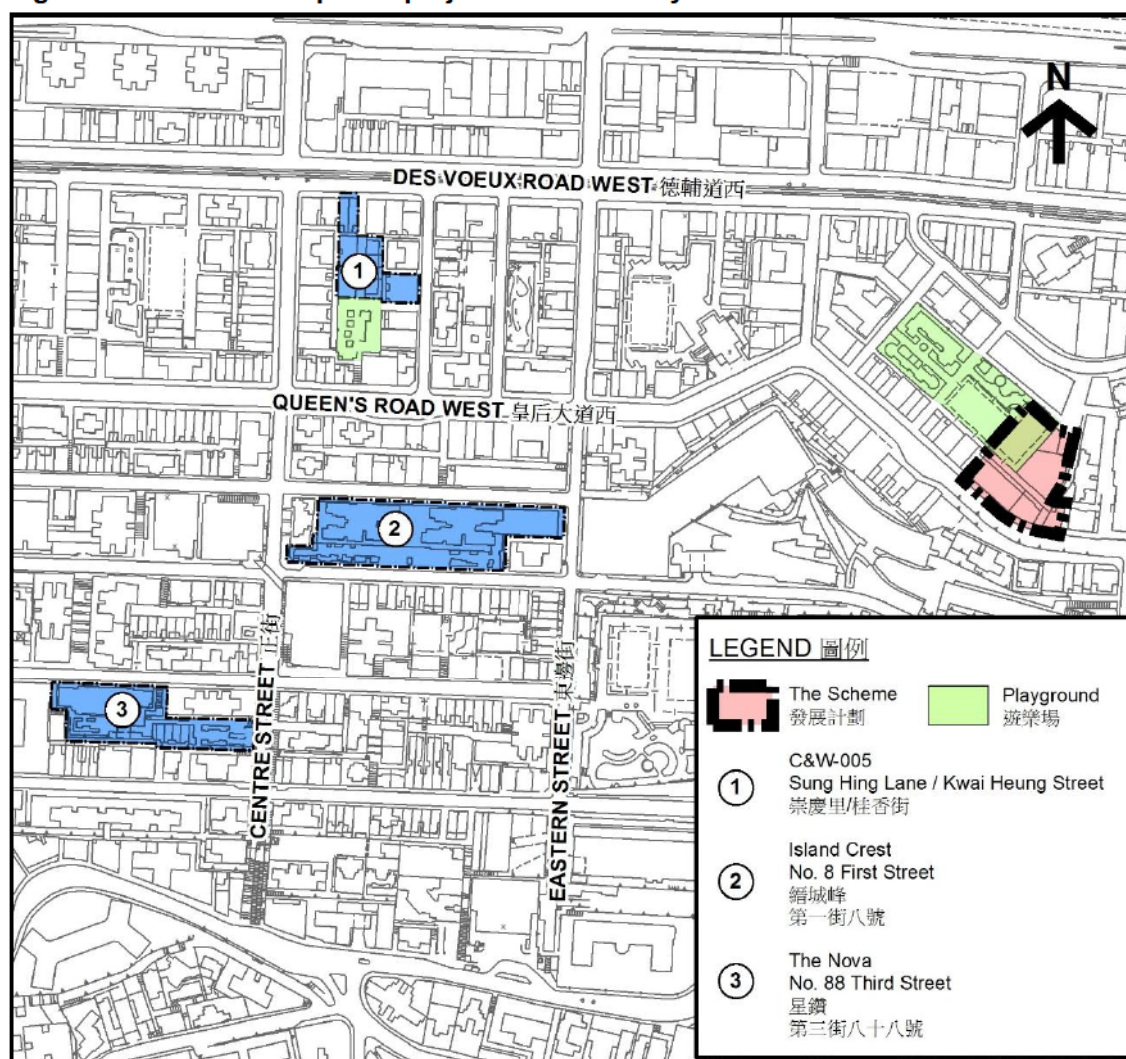 N
DES VOEUX ROAD WEST 德輔道西
1
QUEEN'S ROAD WEST 皇后大道西
2
3
CENTRE STREET 正街
EASTERN STREET 東邊街
LEGEND 圖例
The Scheme
發展計劃
Playground
遊樂場
1
C&W-005
Sung Hing Lane / Kwai Heung Street
崇慶里/桂香街
2
Island Crest
No. 8 First Street
縉城峰
第一街八號
3
The Nova
No. 88 Third Street
星鑽
第三街八十八號